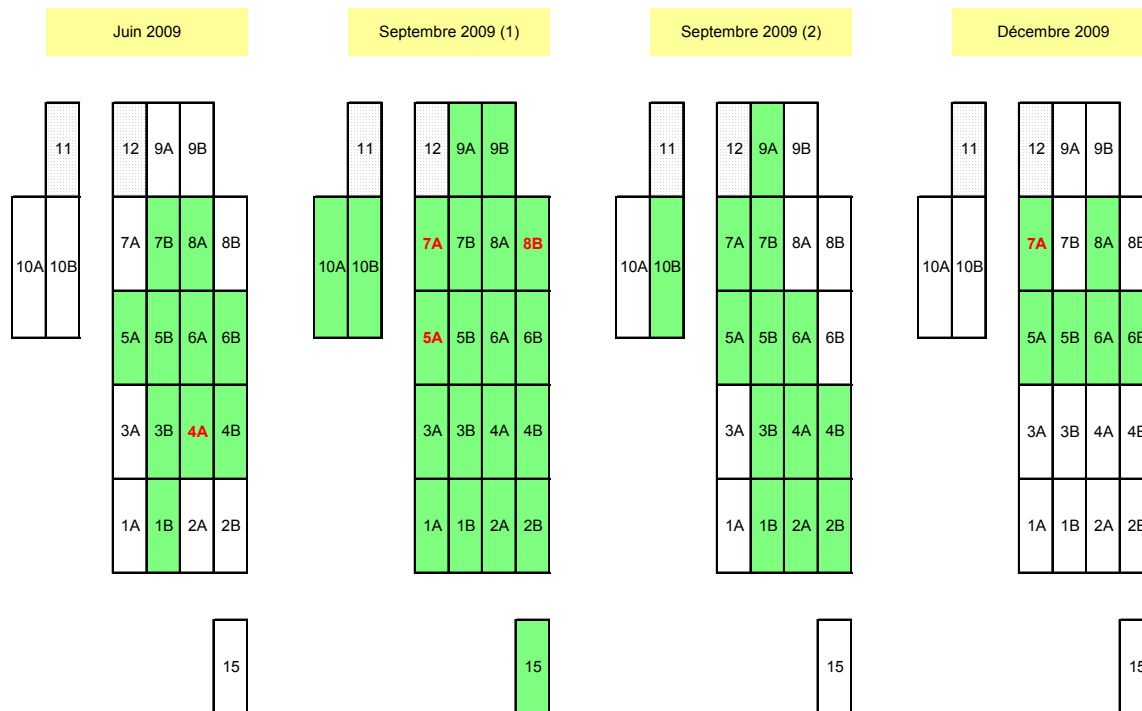 Juin 2009 Septembre 2009 (1) Septembre 2009 (2) Décembre 2009
11 12 9A 9B 11 12 9A 9B 11 12 9A 9B 11 12 9A 9B
7A 7B 8A 8B 7A 7B 8A 8B 7A 7B 8A 8B 7A 7B 8A 8B
10A 10B 10A 10B 10A 10B 10A 10B
5A 5B 6A 6B 5A 5B 6A 6B 5A 5B 6A 6B 5A 5B 6A 6B
3A 3B 4A 4B 3A 3B 4A 4B 3A 3B 4A 4B 3A 3B 4A 4B
1A 1B 2A 2B 1A 1B 2A 2B 1A 1B 2A 2B 1A 1B 2A 2B
15 15 15 15